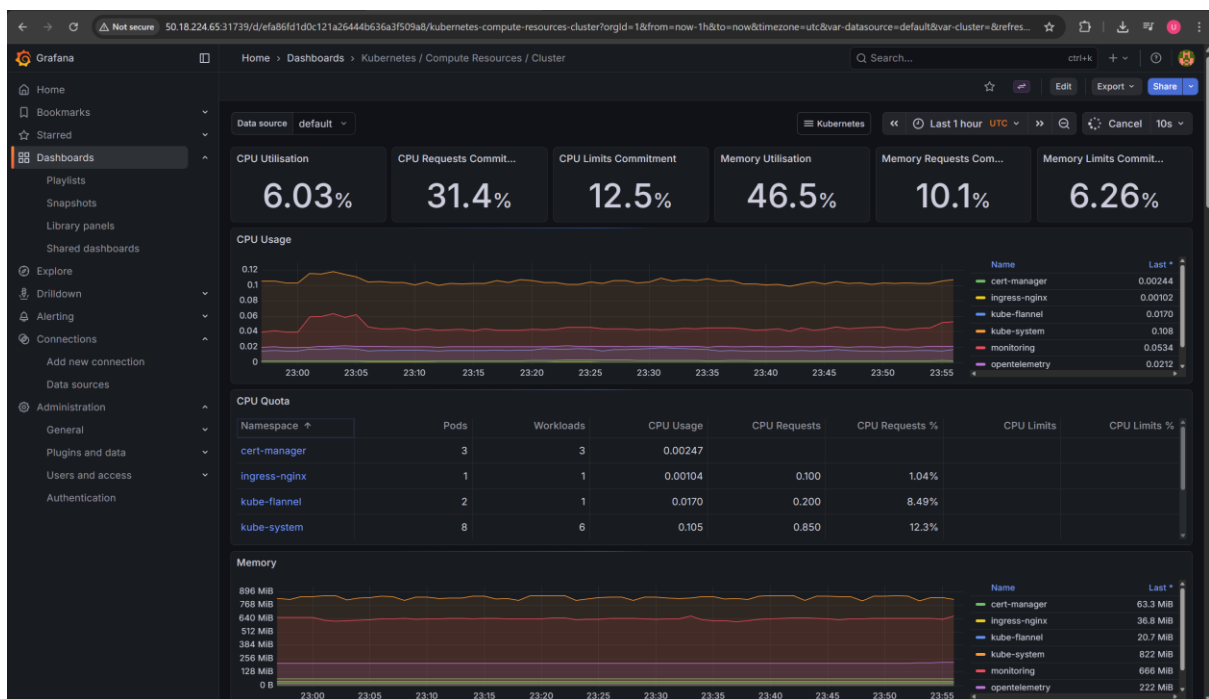 Not secure 50.18.224.65:31739/d/efa86fd1d0c121a26444b636a3f509a8/kubernetes-compute-resources-cluster?orgId=1&from=now-1h&to=now&timezone=utc&var-datasource=default&var-cluster=&refres... U
Grafana Home > Dashboards > Kubernetes / Compute Resources / Cluster Search... ctrl+k
Home
Bookmarks
Starred
Dashboards
Playlists
Snapshots
Library panels
Shared dashboards
Explore
Drilldown
Alerting
Connections
Add new connection
Data sources
Administration
General
Plugins and data
Users and access
Authentication
Edit Export Share
Data source default Kubernetes Last 1 hour UTC Cancel 10s
CPU Utilisation CPU Requests Commit... CPU Limits Commitment Memory Utilisation Memory Requests Com... Memory Limits Commit...
6.03% 31.4% 12.5% 46.5% 10.1% 6.26%
CPU Usage
0.12
0.1
0.08
0.06
0.04
0.02
0
23:00 23:05 23:10 23:15 23:20 23:25 23:30 23:35 23:40 23:45 23:50 23:55
Name Last *
cert-manager 0.00244
ingress-nginx 0.00102
kube-flannel 0.0170
kube-system 0.108
monitoring 0.0534
opentelemetry 0.0212
CPU Quota
Namespace Pods Workloads CPU Usage CPU Requests CPU Requests % CPU Limits CPU Limits %
cert-manager 3 3 0.00247
ingress-nginx 1 1 0.00104 0.100 1.04%
kube-flannel 2 1 0.0170 0.200 8.49%
kube-system 8 6 0.105 0.850 12.3%
Memory
896 MiB
768 MiB
640 MiB
512 MiB
384 MiB
256 MiB
128 MiB
0 B
23:00 23:05 23:10 23:15 23:20 23:25 23:30 23:35 23:40 23:45 23:50 23:55
Name Last *
cert-manager 63.3 MiB
ingress-nginx 36.8 MiB
kube-flannel 20.7 MiB
kube-system 822 MiB
monitoring 666 MiB
opentelemetry 222 MiB